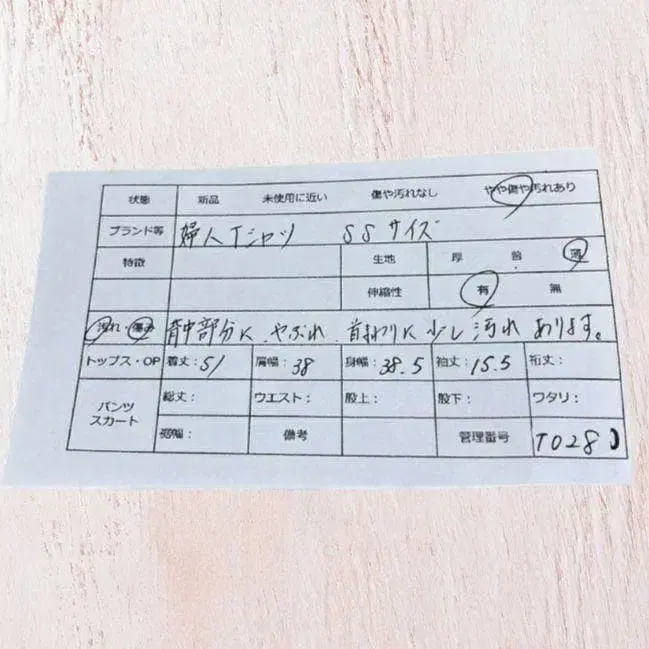 状態 新品 未使用に近い 傷や汚れなし やや傷や汚れあり
ブランド等 婦人Tシャツ SSサイズ
特徴 生地 厚 普 薄
伸縮性 有 無
汚れ・傷み 背中部分に、やぶれ、首まわりに少し汚れあります。
トップス・OP 着丈:51 肩幅:38 身幅:38.5 袖丈:15.5 裄丈:
パンツ スカート 総丈: ウエスト: 股上: 股下: ワタリ:
裾幅: 備考 管理番号 T028